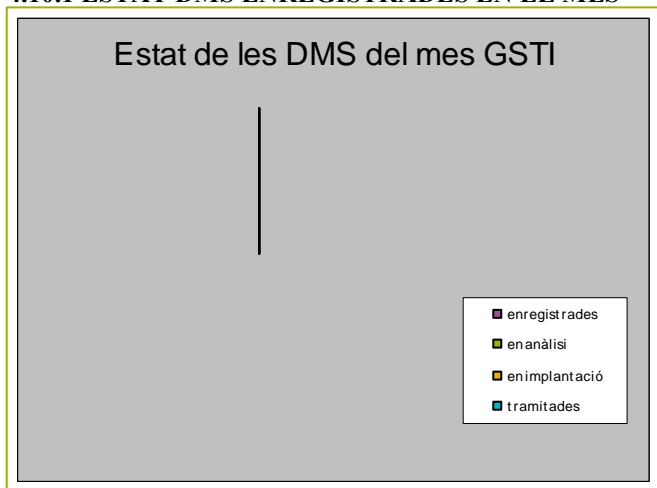 ESTAT DMS ENREGISTRADES EN EL MES
Estat de les DMS del mes GSTI
enregistrades
en anàlisi
en implantació
tramitades